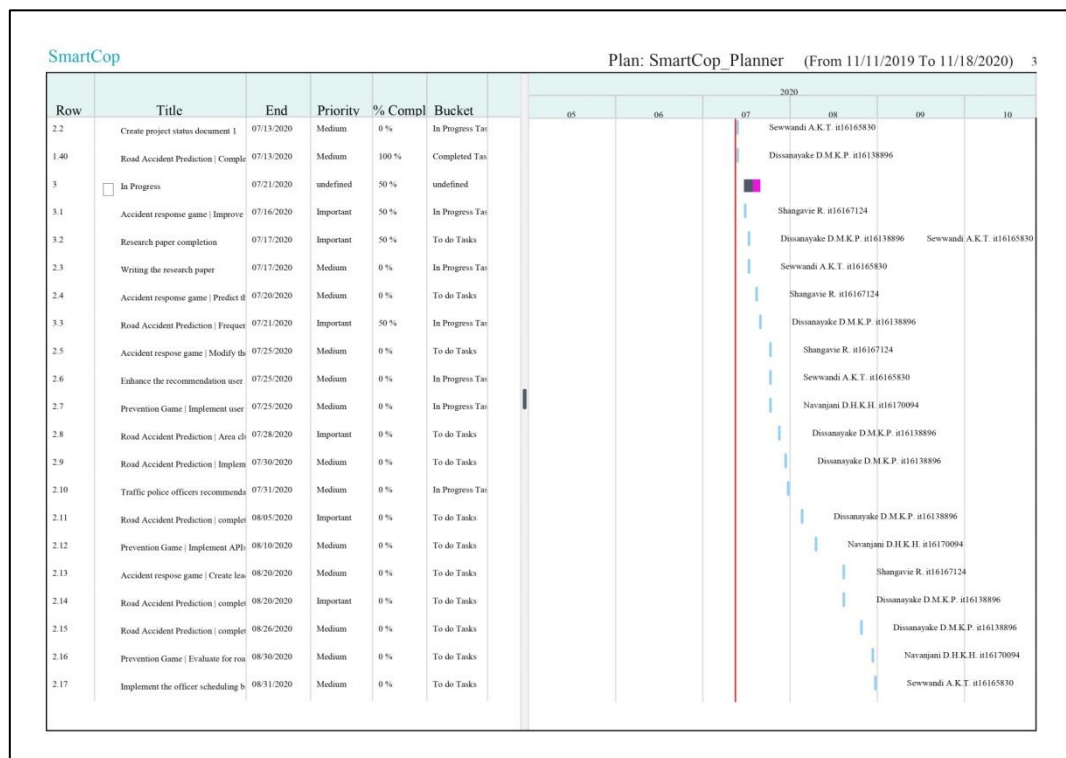 SmartCop Plan: SmartCop_Planner (From 11/11/2019 To 11/18/2020) 3
2020
Row Title End Priority % Compl Bucket 05 06 07 08 09 10
2.2 Create project status document 1 07/13/2020 Medium 0 % In Progress Tas Sewwandi A.K.T. it16165830
1.40 Road Accident Prediction | Comple 07/13/2020 Medium 100 % Completed Tas Dissanayake D.M.K.P. it16138896
3 In Progress 07/21/2020 undefined 50 % undefined
3.1 Accident response game | Improve 07/16/2020 Important 50 % In Progress Tas Shangavie R. it16167124
3.2 Research paper completion 07/17/2020 Important 50 % To do Tasks Dissanayake D.M.K.P. it16138896 Sewwandi A.K.T. it16165830
2.3 Writing the research paper 07/17/2020 Medium 0 % In Progress Tas Sewwandi A.K.T. it16165830
2.4 Accident response game | Predict th 07/20/2020 Medium 0 % To do Tasks Shangavie R. it16167124
3.3 Road Accident Prediction | Frequen 07/21/2020 Important 50 % In Progress Tas Dissanayake D.M.K.P. it16138896
2.5 Accident respose game | Modify the 07/25/2020 Medium 0 % To do Tasks Shangavie R. it16167124
2.6 Enhance the recommendation user 07/25/2020 Medium 0 % In Progress Tas Sewwandi A.K.T. it16165830
2.7 Prevention Game | Implement user 07/25/2020 Medium 0 % In Progress Tas Navanjani D.H.K.H. it16170094
2.8 Road Accident Prediction | Area clu 07/28/2020 Important 0 % To do Tasks Dissanayake D.M.K.P. it16138896
2.9 Road Accident Prediction | Implem 07/30/2020 Medium 0 % To do Tasks Dissanayake D.M.K.P. it16138896
2.10 Traffic police officers recommenda 07/31/2020 Medium 0 % In Progress Tas
2.11 Road Accident Prediction | complet 08/05/2020 Important 0 % To do Tasks Dissanayake D.M.K.P. it16138896
2.12 Prevention Game | Implement APIs 08/10/2020 Medium 0 % To do Tasks Navanjani D.H.K.H. it16170094
2.13 Accident respose game | Create lea 08/20/2020 Medium 0 % To do Tasks Shangavie R. it16167124
2.14 Road Accident Prediction | complet 08/20/2020 Important 0 % To do Tasks Dissanayake D.M.K.P. it16138896
2.15 Road Accident Prediction | complet 08/26/2020 Medium 0 % To do Tasks Dissanayake D.M.K.P. it16138896
2.16 Prevention Game | Evaluate for roa 08/30/2020 Medium 0 % To do Tasks Navanjani D.H.K.H. it16170094
2.17 Implement the officer scheduling b 08/31/2020 Medium 0 % To do Tasks Sewwandi A.K.T. it16165830